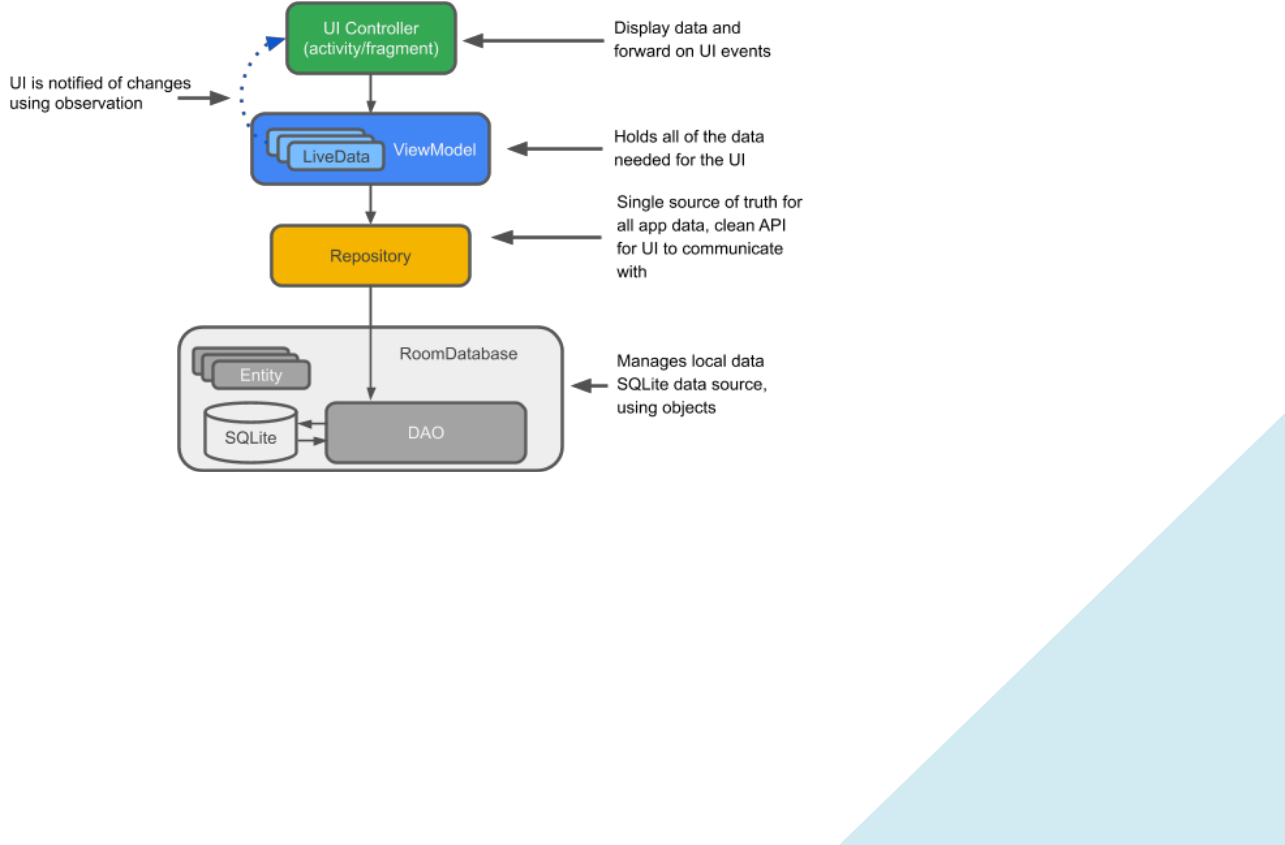 UI Controller
(activity/fragment)
Display data and
forward on UI events
UI is notified of changes
using observation
LiveData
ViewModel
Holds all of the data
needed for the UI
Repository
Single source of truth for
all app data, clean API
for UI to communicate
with
RoomDatabase
Entity
SQLite
DAO
Manages local data
SQLite data source,
using objects